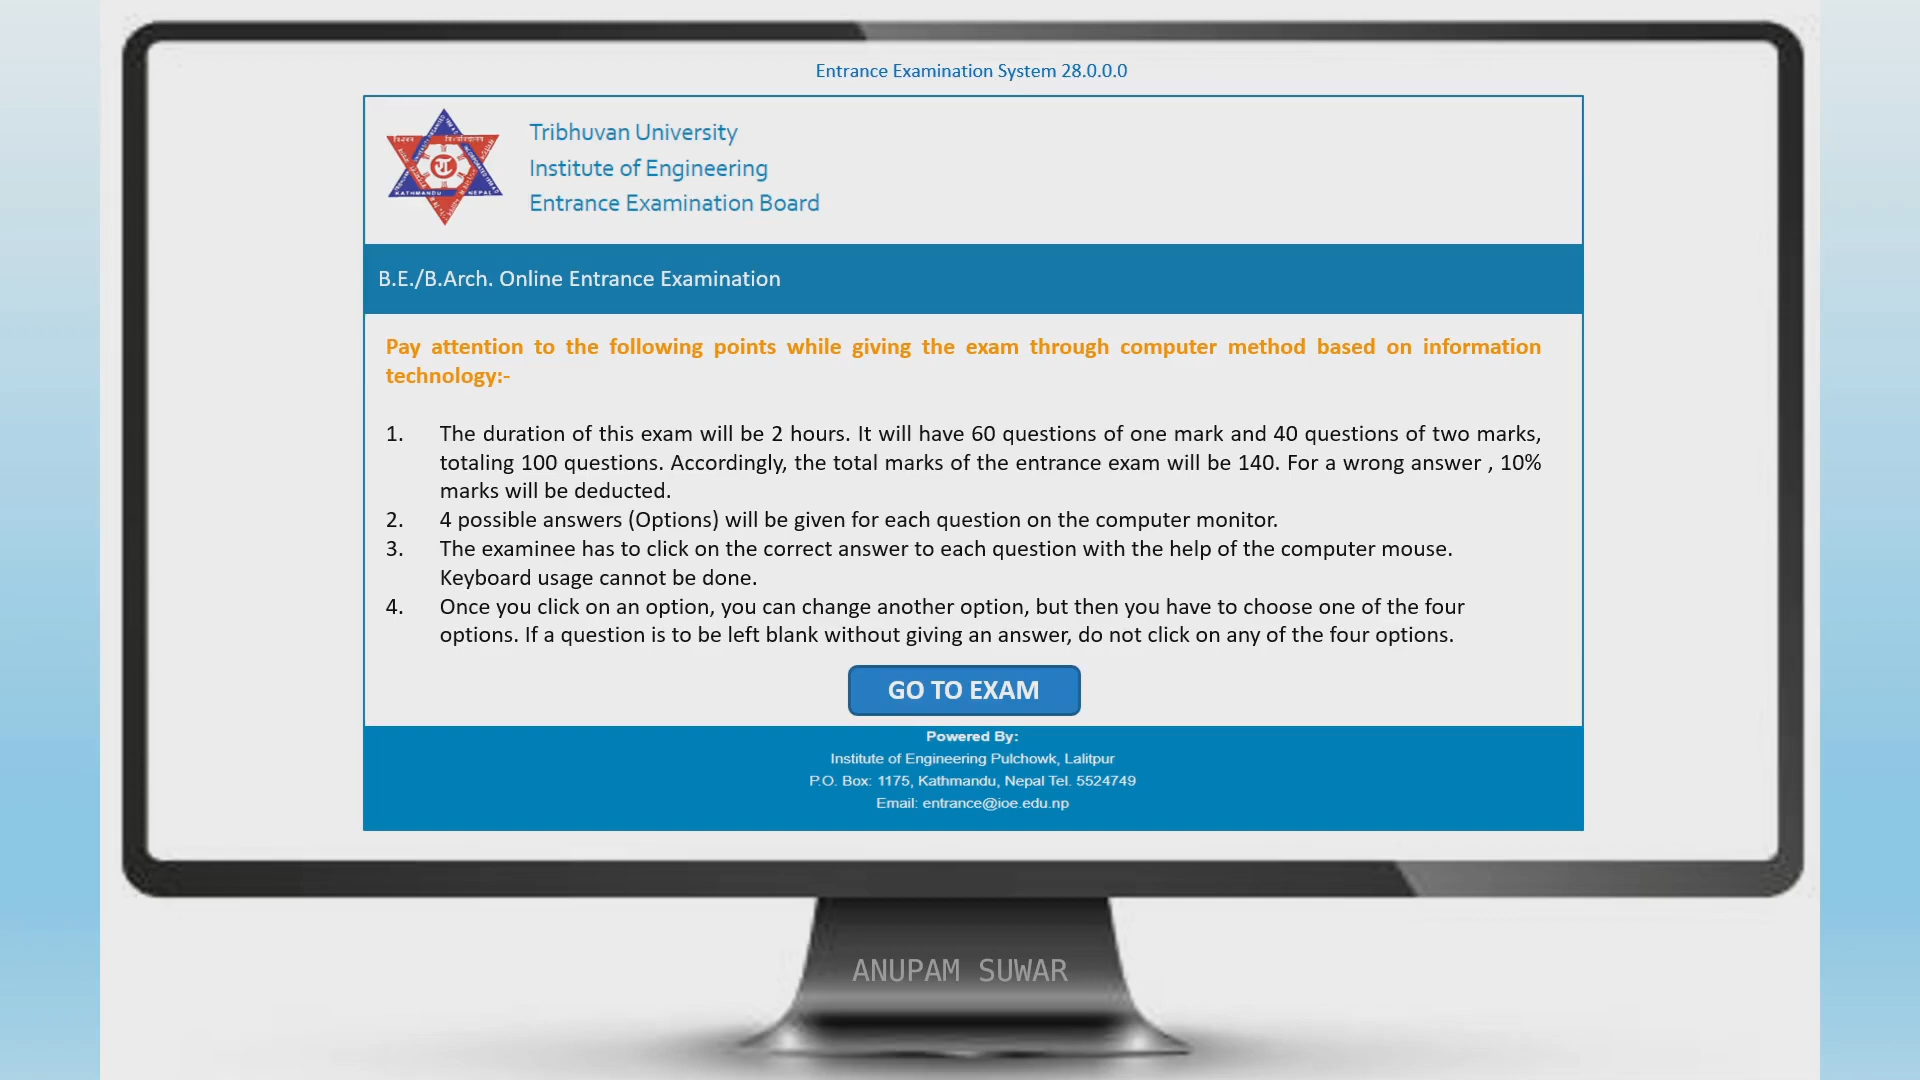 Entrance Examination System 28.0.0.0
Tribhuvan University
Institute of Engineering
Entrance Examination Board
KATHMANDU NEPAL
B.E./B.Arch. Online Entrance Examination
Pay attention to the following points while giving the exam through computer method based on information
technology:-
1. The duration of this exam will be 2 hours. It will have 60 questions of one mark and 40 questions of two marks,
totaling 100 questions. Accordingly, the total marks of the entrance exam will be 140. For a wrong answer , 10%
marks will be deducted.
2. 4 possible answers (Options) will be given for each question on the computer monitor.
3. The examinee has to click on the correct answer to each question with the help of the computer mouse.
Keyboard usage cannot be done.
4. Once you click on an option, you can change another option, but then you have to choose one of the four
options. If a question is to be left blank without giving an answer, do not click on any of the four options.
GO TO EXAM
Powered By:
Institute of Engineering Pulchowk, Lalitpur
P.O. Box: 1175, Kathmandu, Nepal Tel. 5524749
Email: entrance@ioe.edu.np
ANUPAM SUWAR